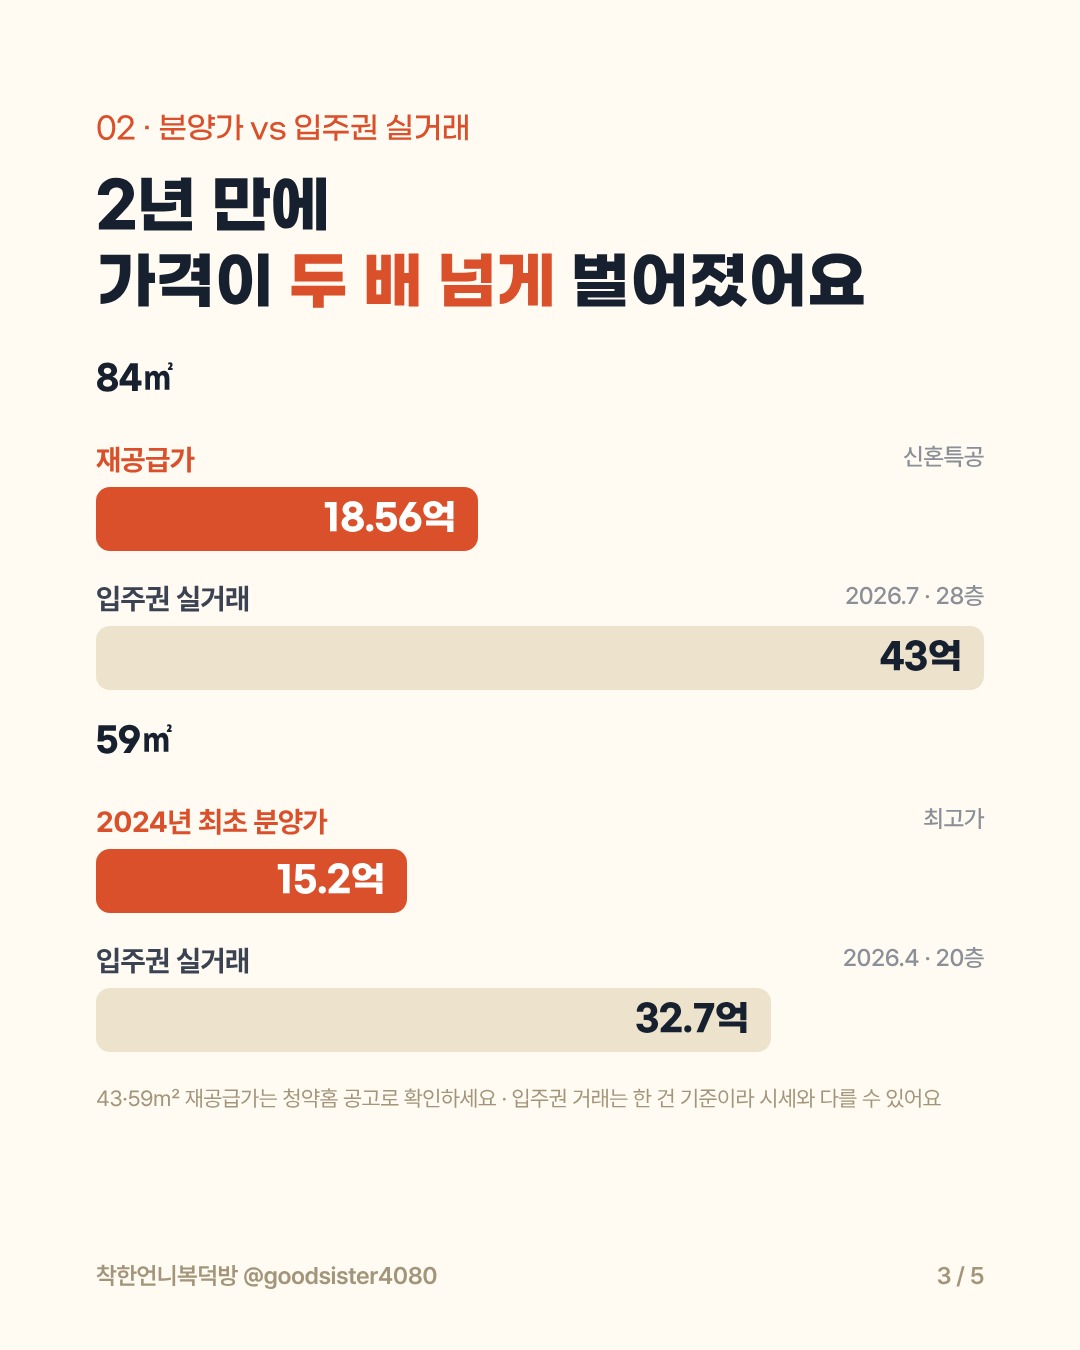 02 · 분양가 vs 입주권 실거래
2년 만에
가격이 두 배 넘게 벌어졌어요
84㎡
재공급가 신혼특공
18.56억
입주권 실거래 2026.7 · 28층
43억
59㎡
2024년 최초 분양가 최고가
15.2억
입주권 실거래 2026.4 · 20층
32.7억
43·59m² 재공급가는 청약홈 공고로 확인하세요 · 입주권 거래는 한 건 기준이라 시세와 다를 수 있어요
착한언니복덕방 @goodsister4080 3 / 5